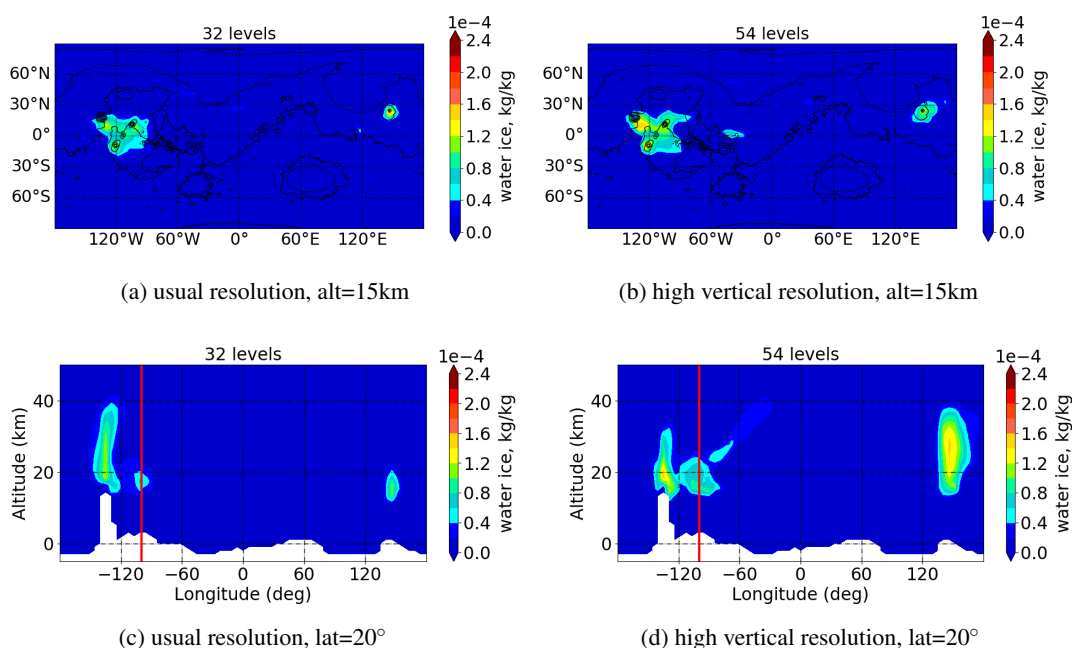 32 levels
1e−4
60°N
30°N
0°
30°S
60°S
120°W 60°W 0° 60°E 120°E
2.4
2.0
1.6
1.2
0.8
0.4
0.0
water ice, kg/kg
(a) usual resolution, alt=15km
54 levels
1e−4
60°N
30°N
0°
30°S
60°S
120°W 60°W 0° 60°E 120°E
2.4
2.0
1.6
1.2
0.8
0.4
0.0
water ice, kg/kg
(b) high vertical resolution, alt=15km
32 levels
1e−4
Altitude (km)
40
20
0
−120 −60 0 60 120
Longitude (deg)
2.4
2.0
1.6
1.2
0.8
0.4
0.0
water ice, kg/kg
(c) usual resolution, lat=20°
54 levels
1e−4
Altitude (km)
40
20
0
−120 −60 0 60 120
Longitude (deg)
2.4
2.0
1.6
1.2
0.8
0.4
0.0
water ice, kg/kg
(d) high vertical resolution, lat=20°